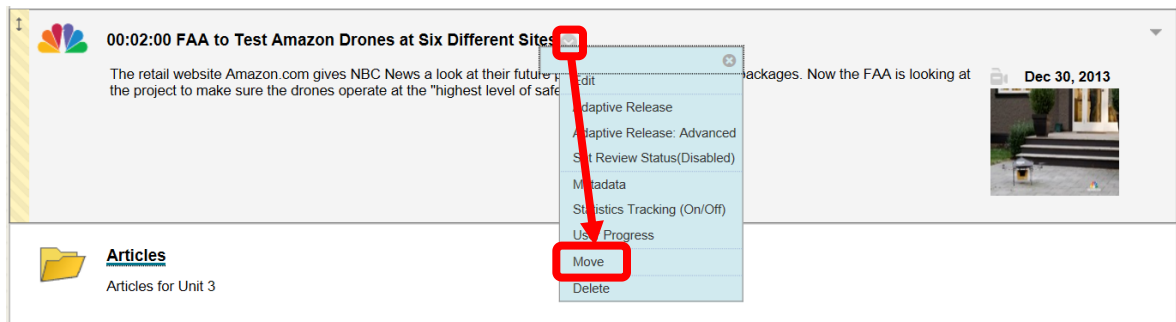 00:02:00 FAA to Test Amazon Drones at Six Different Sites
The retail website Amazon.com gives NBC News a look at their future p ackages. Now the FAA is looking at
the project to make sure the drones operate at the "highest level of safe
Dec 30, 2013
Edit
Adaptive Release
Adaptive Release: Advanced
Set Review Status(Disabled)
Metadata
Statistics Tracking (On/Off)
User Progress
Move
Delete
Articles
Articles for Unit 3